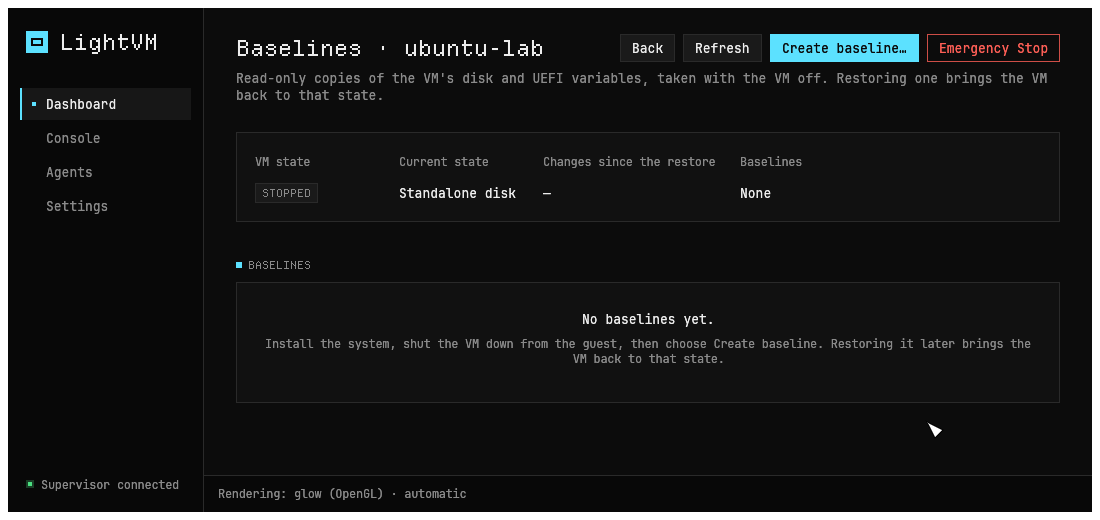 LightVM
Dashboard
Console
Agents
Settings
Supervisor connected
Baselines · ubuntu-lab
Back
Refresh
Create baseline…
Emergency Stop
Read-only copies of the VM's disk and UEFI variables, taken with the VM off. Restoring one brings the VM
back to that state.
VM state
Current state
Changes since the restore
Baselines
STOPPED
Standalone disk
—
None
BASELINES
No baselines yet.
Install the system, shut the VM down from the guest, then choose Create baseline. Restoring it later brings the
VM back to that state.
Rendering: glow (OpenGL) · automatic